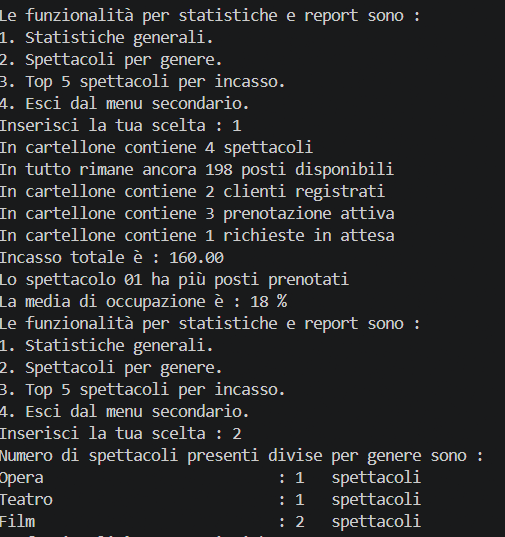 Le funzionalità per statistiche e report sono :
1. Statistiche generali.
2. Spettacoli per genere.
3. Top 5 spettacoli per incasso.
4. Esci dal menu secondario.
Inserisci la tua scelta : 1
In cartellone contiene 4 spettacoli
In tutto rimane ancora 198 posti disponibili
In cartellone contiene 2 clienti registrati
In cartellone contiene 3 prenotazione attiva
In cartellone contiene 1 richieste in attesa
Incasso totale è : 160.00
Lo spettacolo 01 ha più posti prenotati
La media di occupazione è : 18 %
Le funzionalità per statistiche e report sono :
1. Statistiche generali.
2. Spettacoli per genere.
3. Top 5 spettacoli per incasso.
4. Esci dal menu secondario.
Inserisci la tua scelta : 2
Numero di spettacoli presenti divise per genere sono :
Opera : 1 spettacoli
Teatro : 1 spettacoli
Film : 2 spettacoli